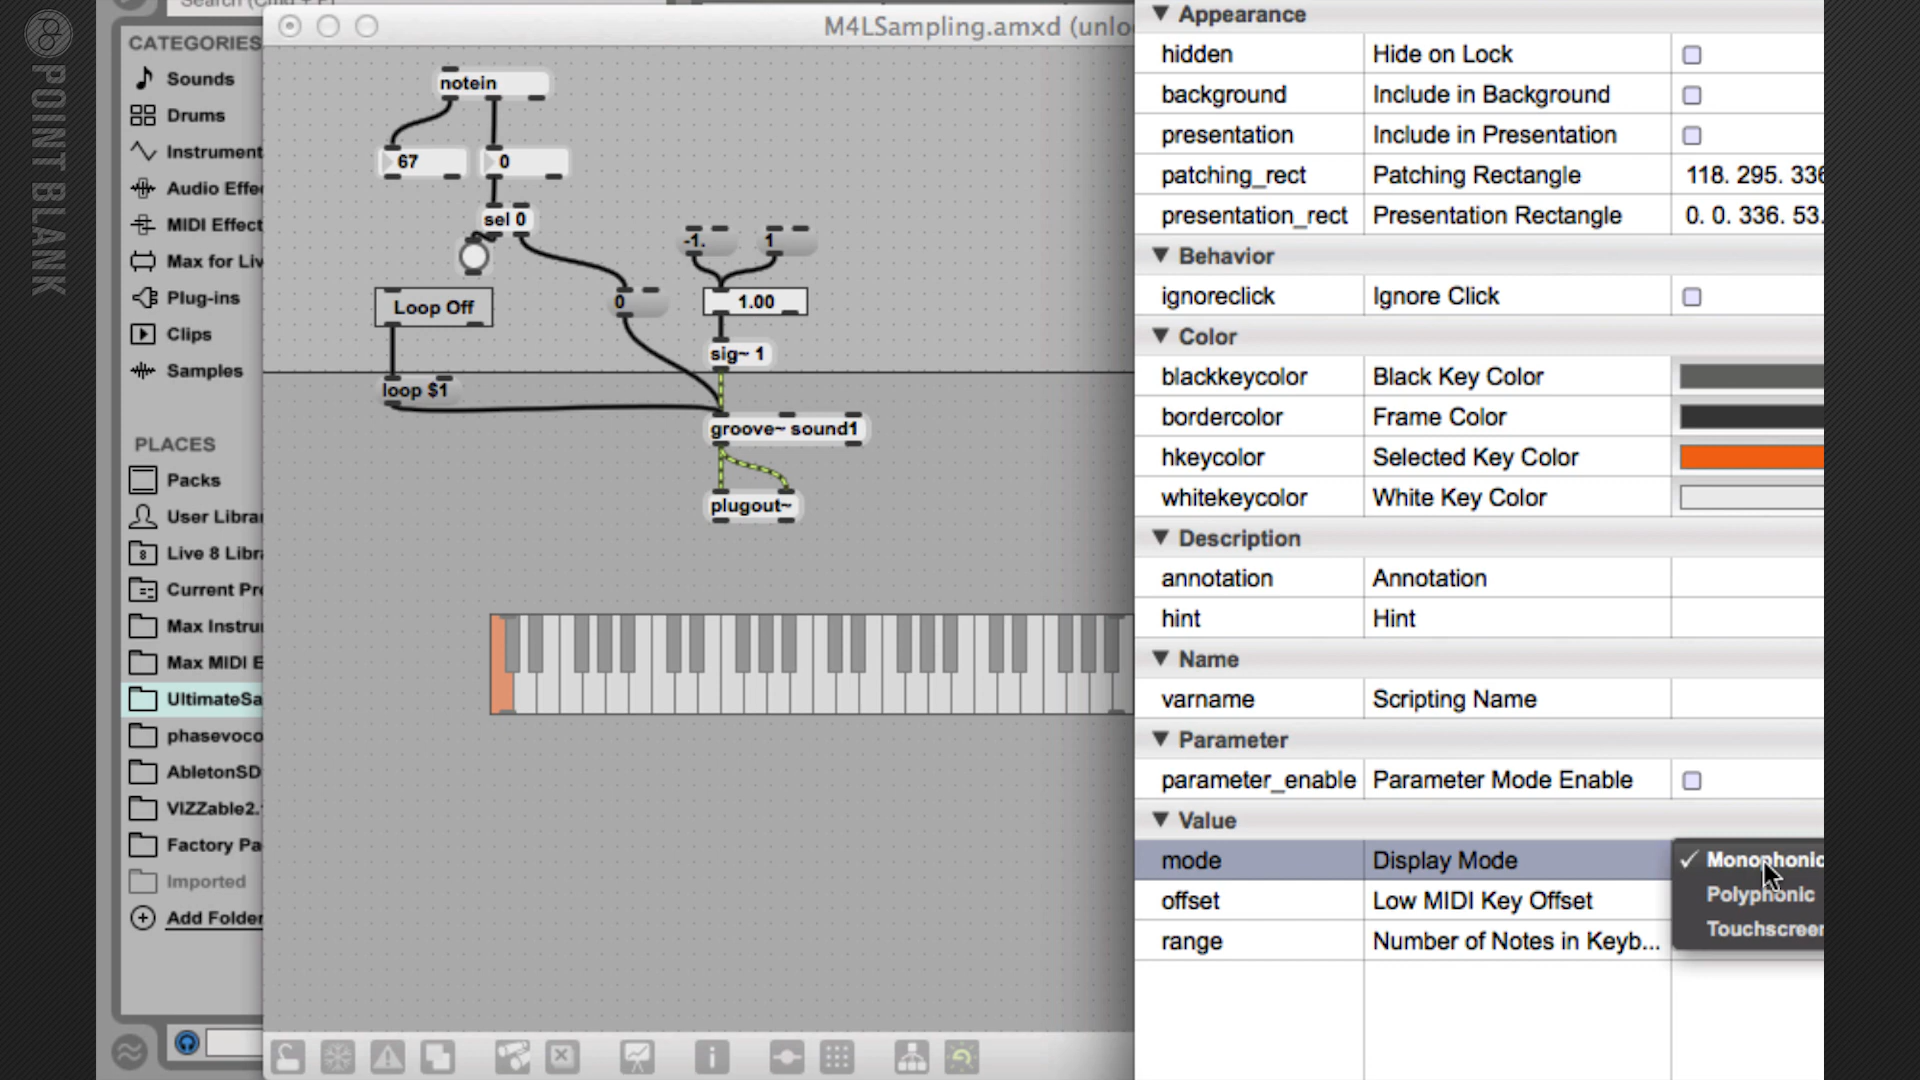 POINT BLANK
Search (Cmd + F)
CATEGORIES
Sounds
Drums
Instrument
Audio Effe
MIDI Effect
Max for Liv
Plug-ins
Clips
Samples
PLACES
Packs
User Libra
Live 8 Libr
Current Pr
Max Instru
Max MIDI E
UltimateSa
phasevoco
AbletonSD
VIZZable2.
Factory Pa
Imported
Add Folder
M4LSampling.amxd (unlo
notein
67
0
sel 0
Loop Off
loop $1
0
-1.
1
1.00
sig~ 1
groove~ sound1
plugout~
Appearance
hidden Hide on Lock
background Include in Background
presentation Include in Presentation
patching_rect Patching Rectangle 118. 295. 336
presentation_rect Presentation Rectangle 0. 0. 336. 53.
Behavior
ignoreclick Ignore Click
Color
blackkeycolor Black Key Color
bordercolor Frame Color
hkeycolor Selected Key Color
whitekeycolor White Key Color
Description
annotation Annotation
hint Hint
Name
varname Scripting Name
Parameter
parameter_enable Parameter Mode Enable
Value
mode Display Mode ✓ Monophonic
Polyphonic
offset Low MIDI Key Offset
Touchscreen
range Number of Notes in Keyb...